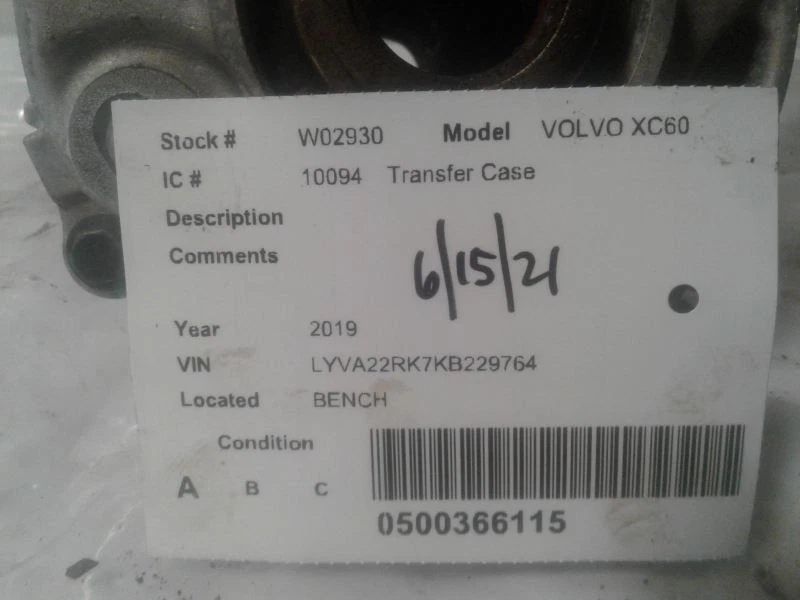 Stock # W02930 Model VOLVO XC60
IC # 10094 Transfer Case
Description
Comments
6/15/21
Year 2019
VIN LYVA22RK7KB229764
Located BENCH
Condition
A B C
0500366115